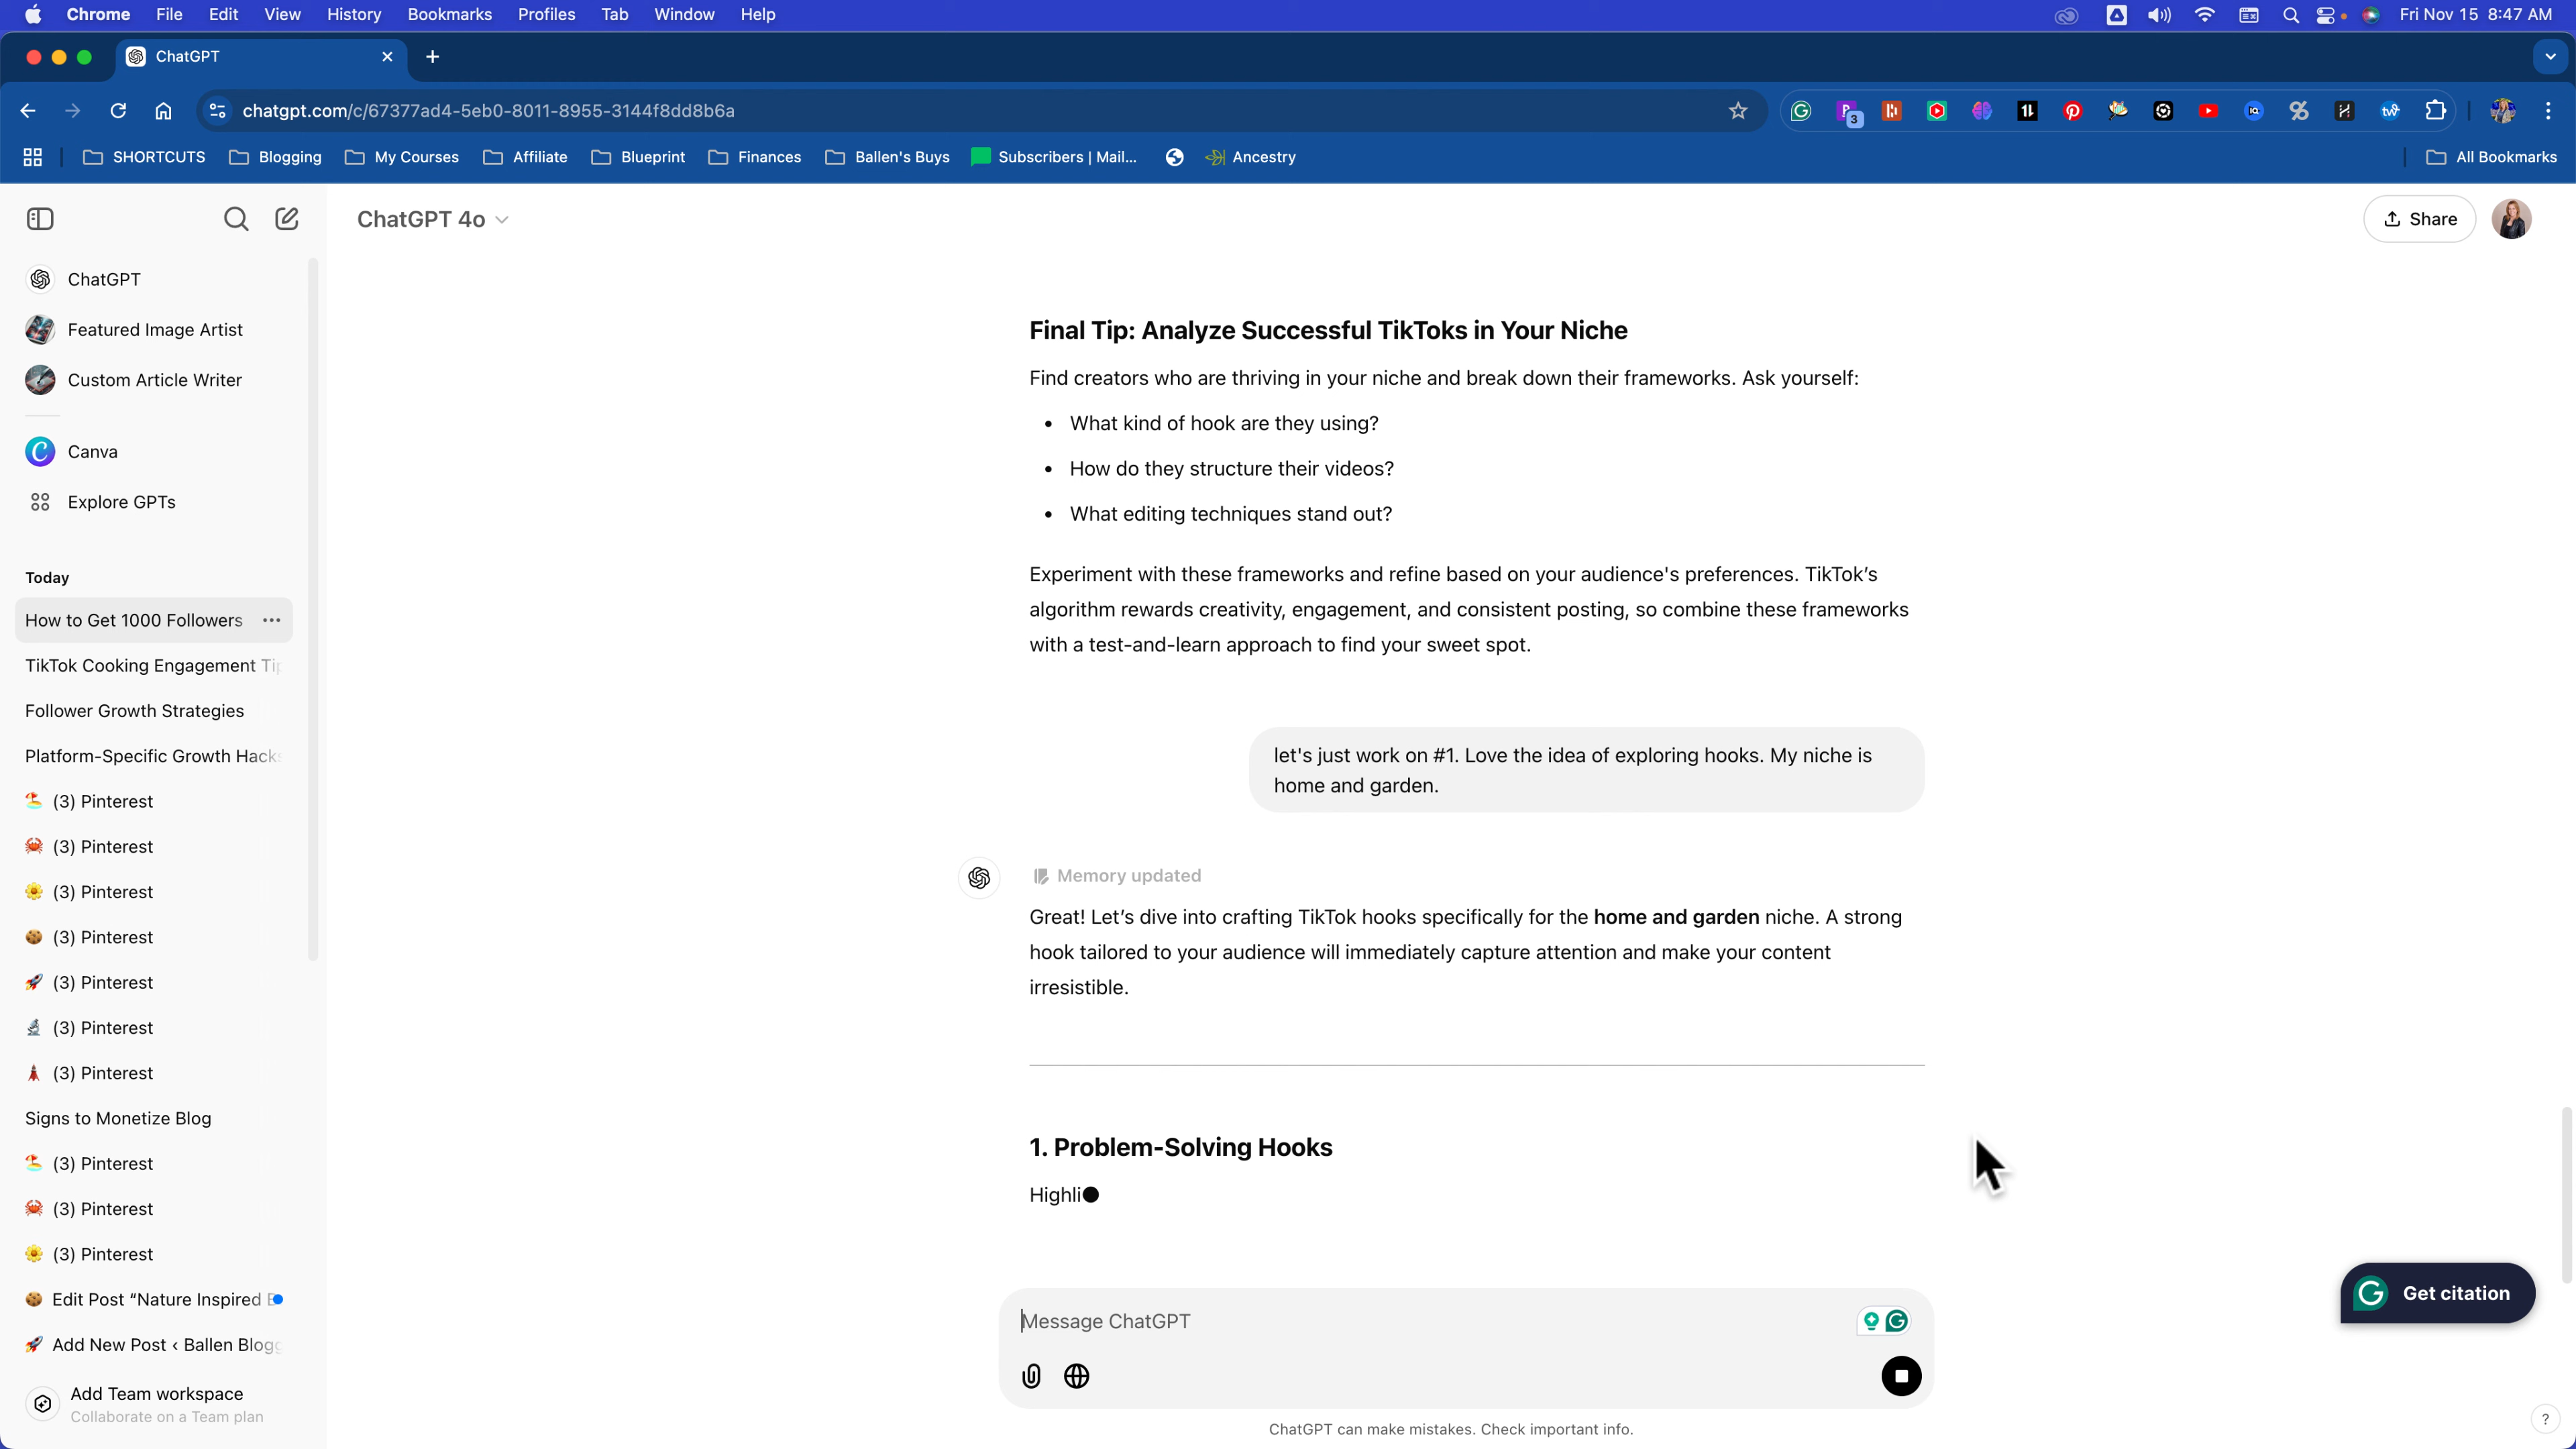 Chrome File Edit View History Bookmarks Profiles Tab Window Help
Fri Nov 15 8:47 AM
ChatGPT
chatgpt.com/c/67377ad4-5eb0-8011-8955-3144f8dd8b6a
3
SHORTCUTS Blogging My Courses Affiliate Blueprint Finances Ballen's Buys Subscribers | Mail... Ancestry All Bookmarks
ChatGPT 4o
Share
ChatGPT
Featured Image Artist
Custom Article Writer
Canva
Explore GPTs
Today
How to Get 1000 Followers
TikTok Cooking Engagement Tip
Follower Growth Strategies
Platform-Specific Growth Hacks
(3) Pinterest
(3) Pinterest
(3) Pinterest
(3) Pinterest
(3) Pinterest
(3) Pinterest
(3) Pinterest
Signs to Monetize Blog
(3) Pinterest
(3) Pinterest
(3) Pinterest
Edit Post “Nature Inspired
Add New Post ‹ Ballen Blogg
Add Team workspace
Collaborate on a Team plan
Final Tip: Analyze Successful TikToks in Your Niche
Find creators who are thriving in your niche and break down their frameworks. Ask yourself:
• What kind of hook are they using?
• How do they structure their videos?
• What editing techniques stand out?
Experiment with these frameworks and refine based on your audience's preferences. TikTok’s
algorithm rewards creativity, engagement, and consistent posting, so combine these frameworks
with a test-and-learn approach to find your sweet spot.
let's just work on #1. Love the idea of exploring hooks. My niche is
home and garden.
Memory updated
Great! Let’s dive into crafting TikTok hooks specifically for the home and garden niche. A strong
hook tailored to your audience will immediately capture attention and make your content
irresistible.
1. Problem-Solving Hooks
Highli
Message ChatGPT
Get citation
ChatGPT can make mistakes. Check important info.
?